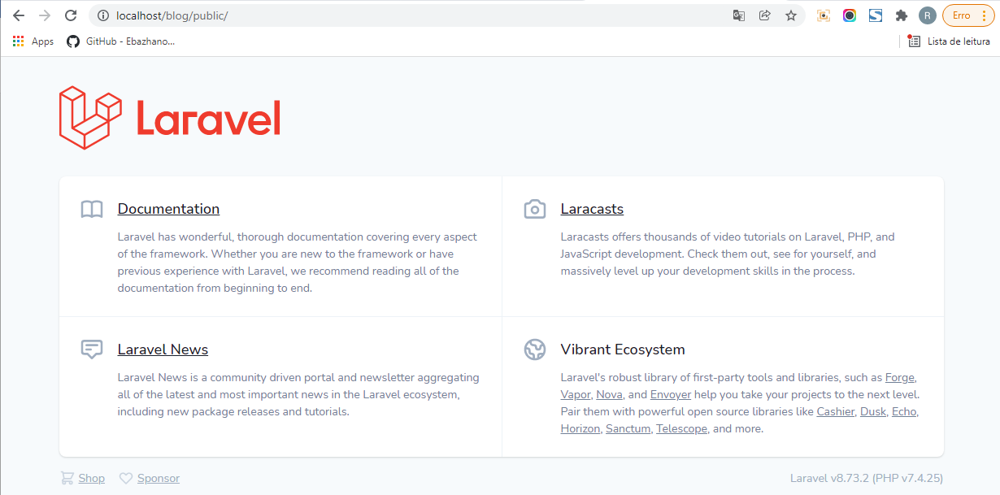 localhost/blog/public/
R
Erro
Apps
GitHub - Ebazhano...
Lista de leitura
Laravel
Documentation
Laravel has wonderful, thorough documentation covering every aspect
of the framework. Whether you are new to the framework or have
previous experience with Laravel, we recommend reading all of the
documentation from beginning to end.
Laracasts
Laracasts offers thousands of video tutorials on Laravel, PHP, and
JavaScript development. Check them out, see for yourself, and
massively level up your development skills in the process.
Laravel News
Laravel News is a community driven portal and newsletter aggregating
all of the latest and most important news in the Laravel ecosystem,
including new package releases and tutorials.
Vibrant Ecosystem
Laravel's robust library of first-party tools and libraries, such as Forge,
Vapor, Nova, and Envoyer help you take your projects to the next level.
Pair them with powerful open source libraries like Cashier, Dusk, Echo,
Horizon, Sanctum, Telescope, and more.
Shop
Sponsor
Laravel v8.73.2 (PHP v7.4.25)